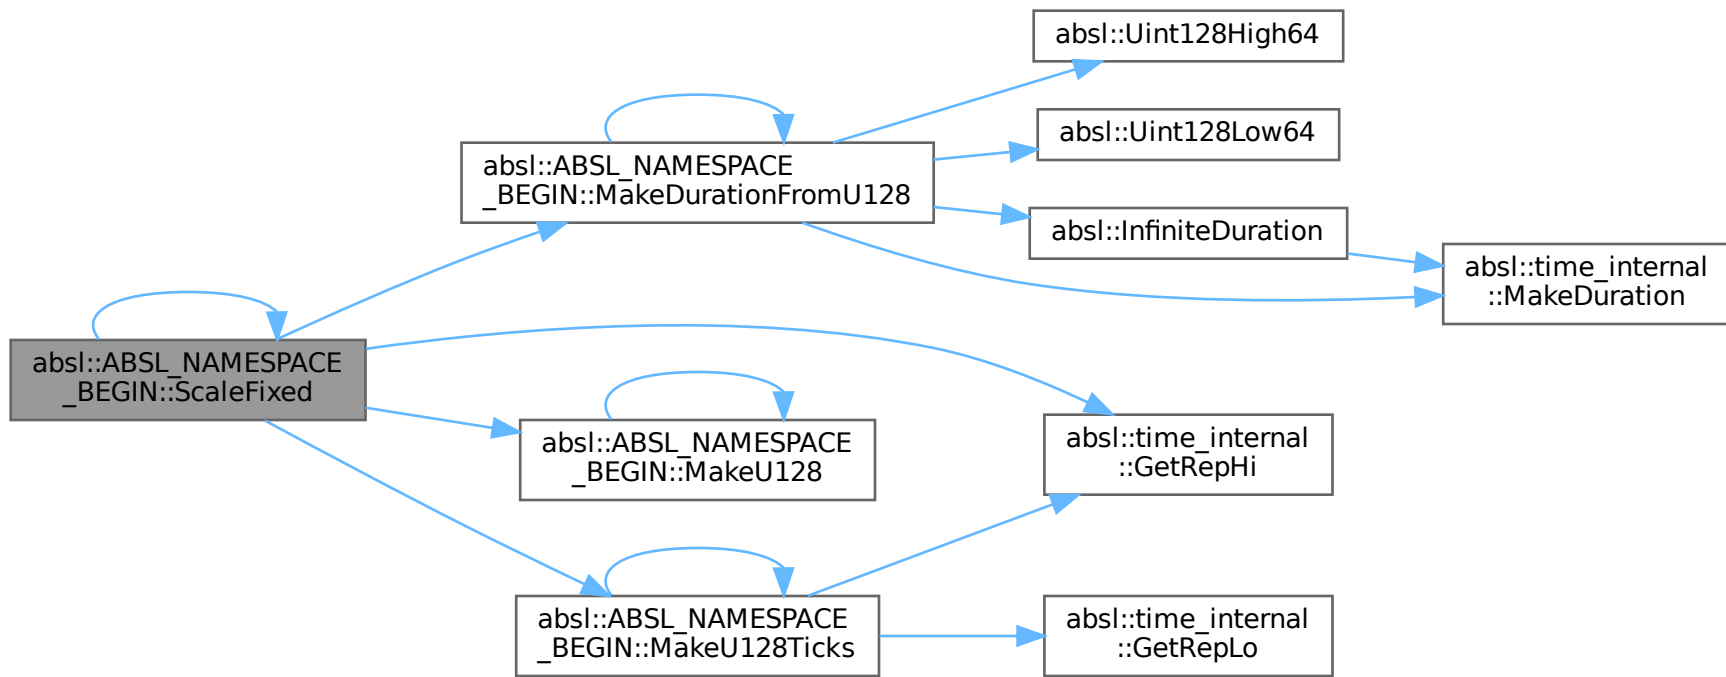 absl::Uint128High64
absl::Uint128Low64
absl::ABSL_NAMESPACE
_BEGIN::MakeDurationFromU128
absl::InfiniteDuration
absl::time_internal
::MakeDuration
absl::ABSL_NAMESPACE
_BEGIN::ScaleFixed
absl::ABSL_NAMESPACE
_BEGIN::MakeU128
absl::time_internal
::GetRepHi
absl::ABSL_NAMESPACE
_BEGIN::MakeU128Ticks
absl::time_internal
::GetRepLo